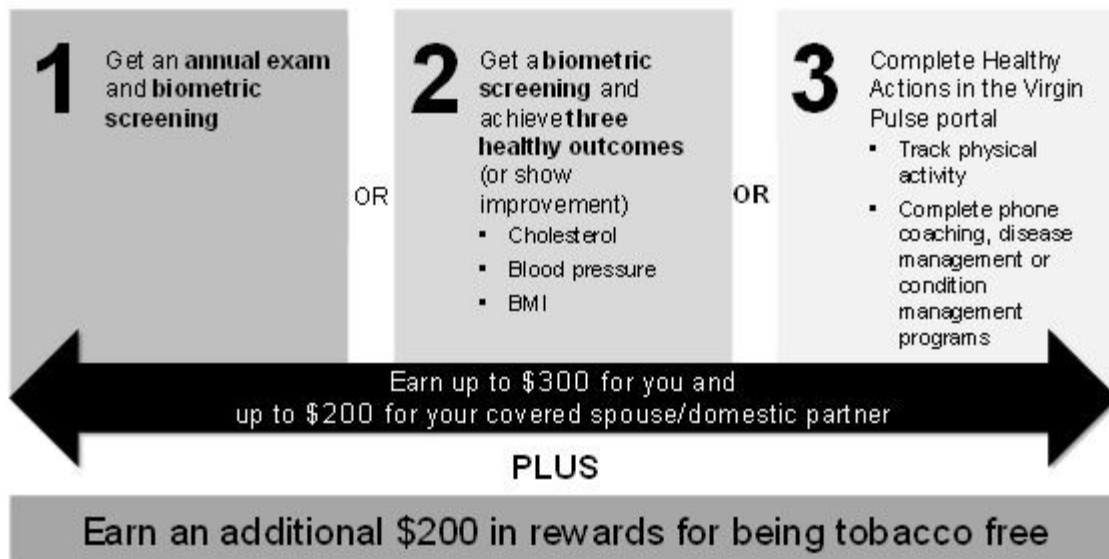 1
Get an annual exam
and biometric
screening
OR
2
Get a biometric
screening and
achieve three
healthy outcomes
(or show
improvement)
▪ Cholesterol
▪ Blood pressure
▪ BMI
OR
3
Complete Healthy
Actions in the Virgin
Pulse portal
▪ Track physical
activity
▪ Complete phone
coaching, disease
management or
condition
management
programs
Earn up to $300 for you and
up to $200 for your covered spouse/domestic partner
PLUS
Earn an additional $200 in rewards for being tobacco free